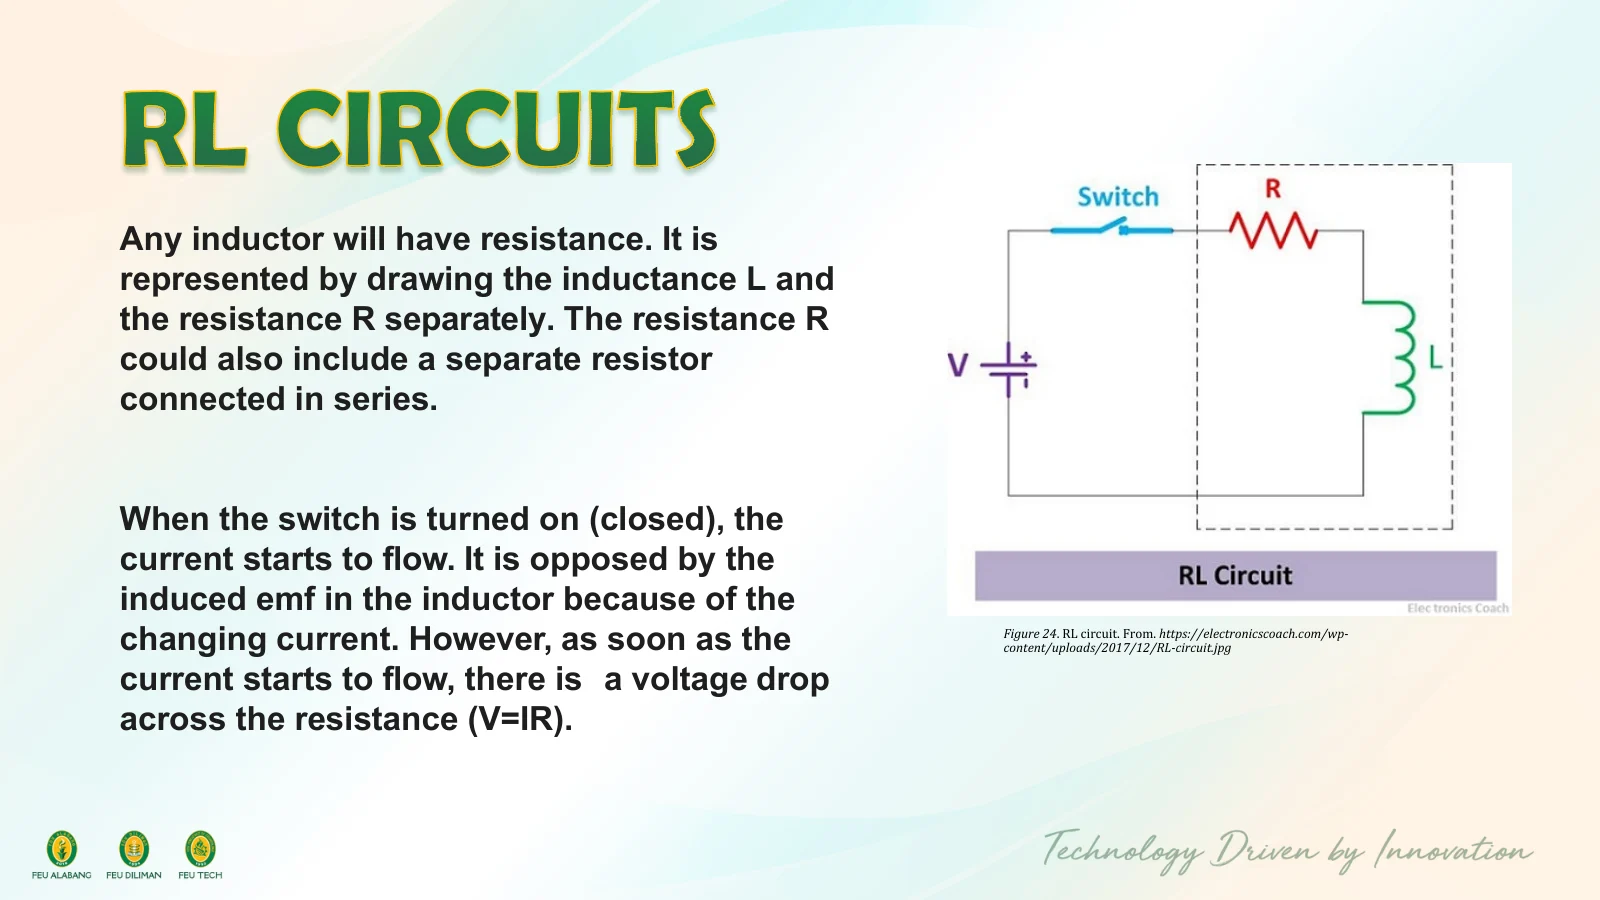 RL CIRCUITS
Any inductor will have resistance. It is
represented by drawing the inductance L and
the resistance R separately. The resistance R
could also include a separate resistor
connected in series.
When the switch is turned on (closed), the
current starts to flow. It is opposed by the
induced emf in the inductor because of the
changing current. However, as soon as the
current starts to flow, there is a voltage drop
across the resistance (V=IR).
Switch
R
V
L
RL Circuit
Elec tronics Coach
Figure 24. RL circuit. From. https://electronicscoach.com/wp-
content/uploads/2017/12/RL-circuit.jpg
FEU ALABANG
FEU DILIMAN
FEU TECH
Technology Driven by Innovation